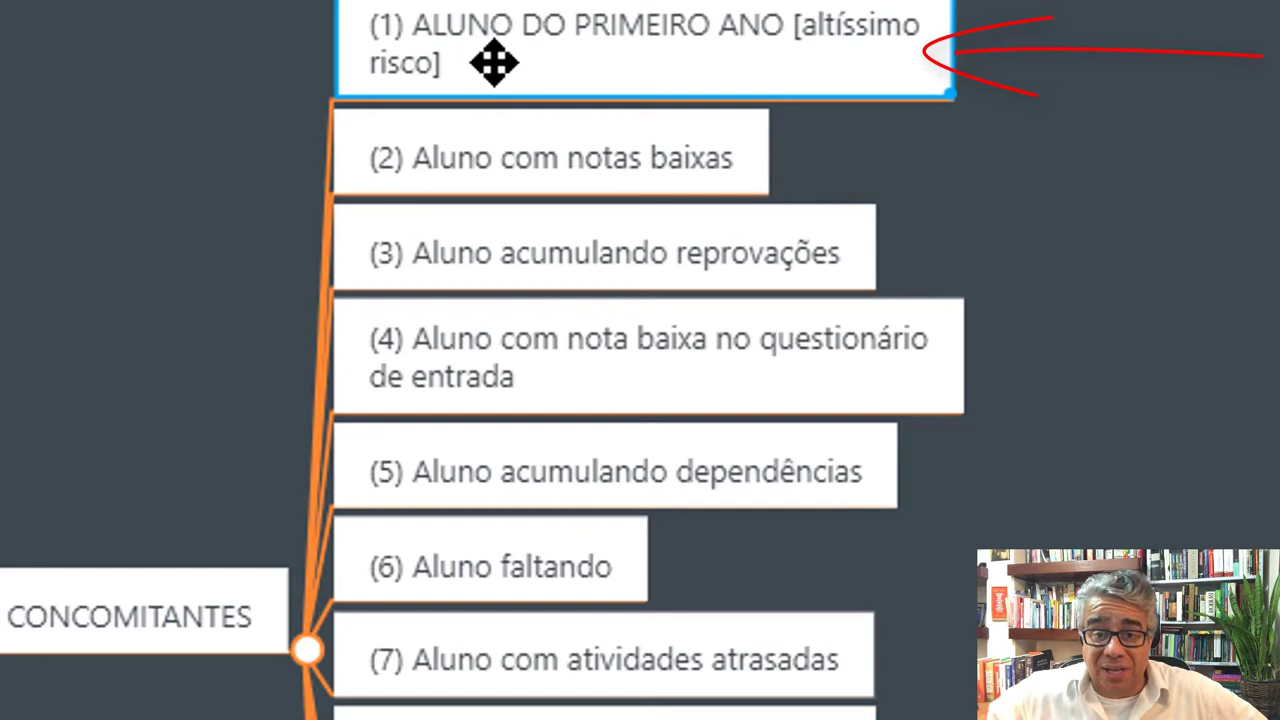 (1) ALUNO DO PRIMEIRO ANO [altíssimo
risco]
(2) Aluno com notas baixas
(3) Aluno acumulando reprovações
(4) Aluno com nota baixa no questionário
de entrada
(5) Aluno acumulando dependências
(6) Aluno faltando
CONCOMITANTES
(7) Aluno com atividades atrasadas